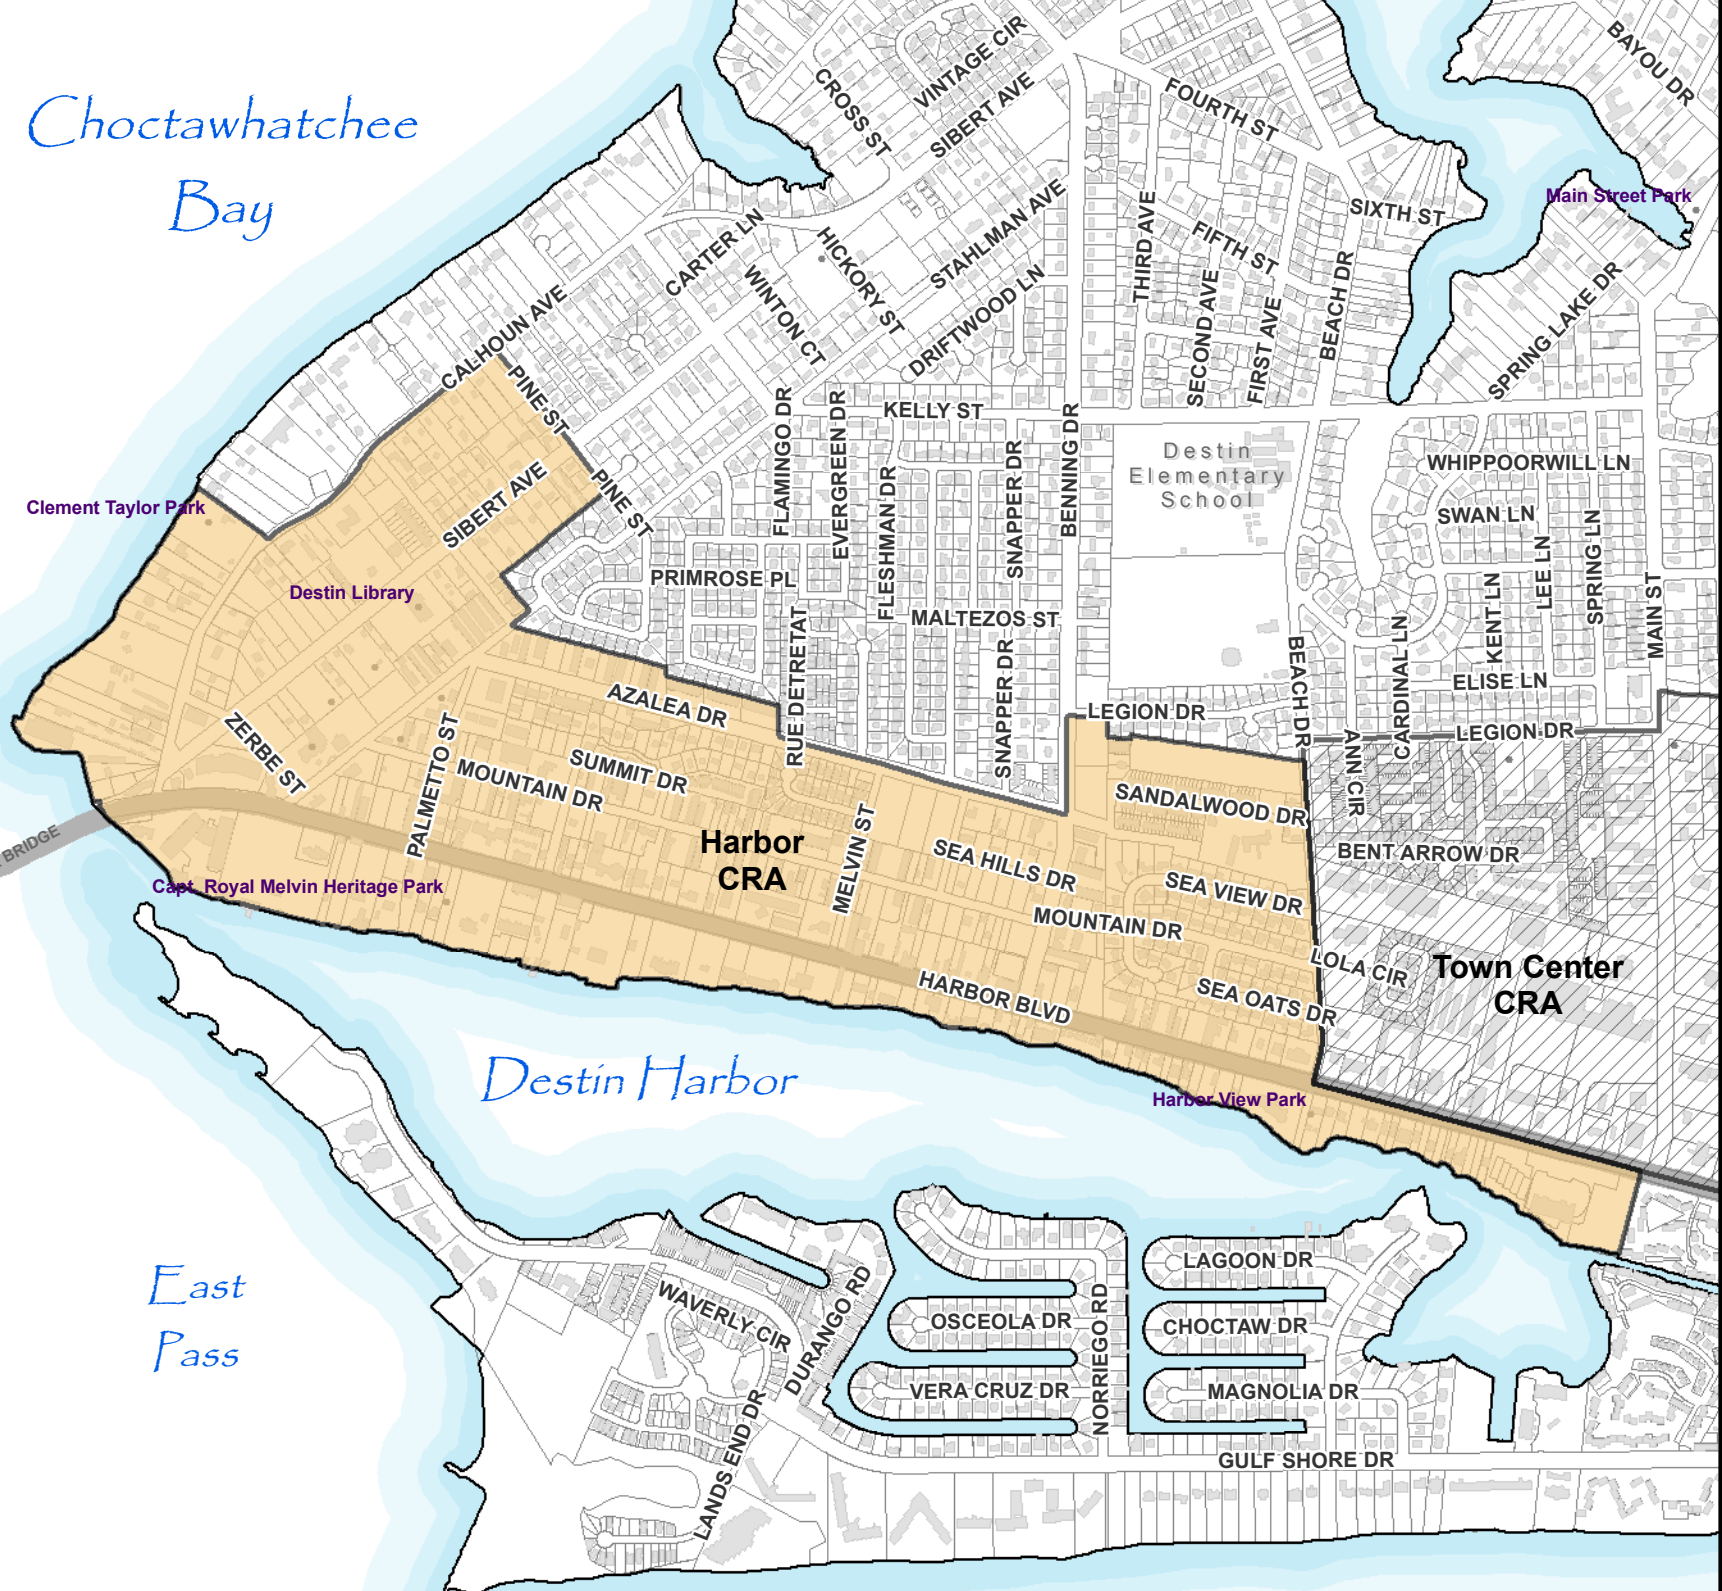 BAYOU DR
VINTAGE CIR
CROSS ST
SIBERT AVE
FOURTH ST
Choctawhatchee
Bay
Main Street Park
SIXTH ST
STAHLMAN AVE
THIRD AVE
CARTER LN
HICKORY ST
FIFTH ST
WINTON CT
DRIFTWOOD LN
SECOND AVE
FIRST AVE
BEACH DR
SPRING LAKE DR
CALHOUN AVE
PINE ST
KELLY ST
FLAMINGO DR
EVERGREEN DR
FLESHMAN DR
SNAPPER DR
BENNING DR
Destin
Elementary
School
WHIPPOORWILL LN
SWAN LN
Clement Taylor Park
SIBERT AVE
PINE ST
LEE LN
SPRING LN
KENT LN
MAIN ST
Destin Library
PRIMROSE PL
MALTEZOS ST
RUE DETRETAT
SNAPPER DR
BEACH DR
CARDINAL LN
ELISE LN
AZALEA DR
LEGION DR
LEGION DR
ANN CIR
ZERBE ST
PALMETTO ST
MOUNTAIN DR
SUMMIT DR
SANDALWOOD DR
BRIDGE
Harbor
CRA
MELVIN ST
SEA HILLS DR
BENT ARROW DR
Capt. Royal Melvin Heritage Park
SEA VIEW DR
MOUNTAIN DR
LOLA CIR
Town Center
CRA
HARBOR BLVD
SEA OATS DR
Destin Harbor
Harbor View Park
East
Pass
WAVERLY CIR
DURANGO RD
LANDS END DR
OSCEOLA DR
VERA CRUZ DR
NORRIEGO RD
LAGOON DR
CHOCTAW DR
MAGNOLIA DR
GULF SHORE DR